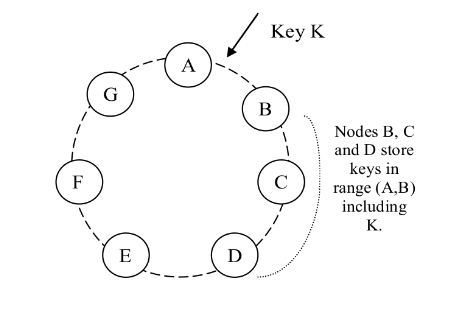 Key K
A
B
C
D
E
F
G
Nodes B, C
and D store
keys in
range (A,B)
including
K.